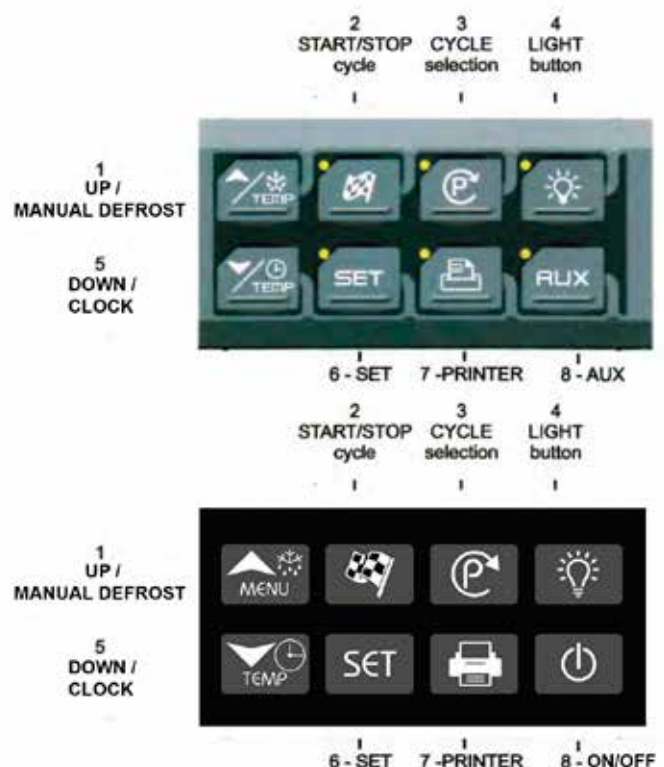 2 3 4
START/STOP CYCLE LIGHT
cycle selection button
1
UP /
MANUAL DEFROST
TEMP P
5
DOWN /
CLOCK
TEMP SET AUX
6 - SET 7 -PRINTER 8 - AUX
2 3 4
START/STOP CYCLE LIGHT
cycle selection button
1
UP /
MANUAL DEFROST
MENU P
5
DOWN /
CLOCK
TEMP SET
6 - SET 7 -PRINTER 8 - ON/OFF